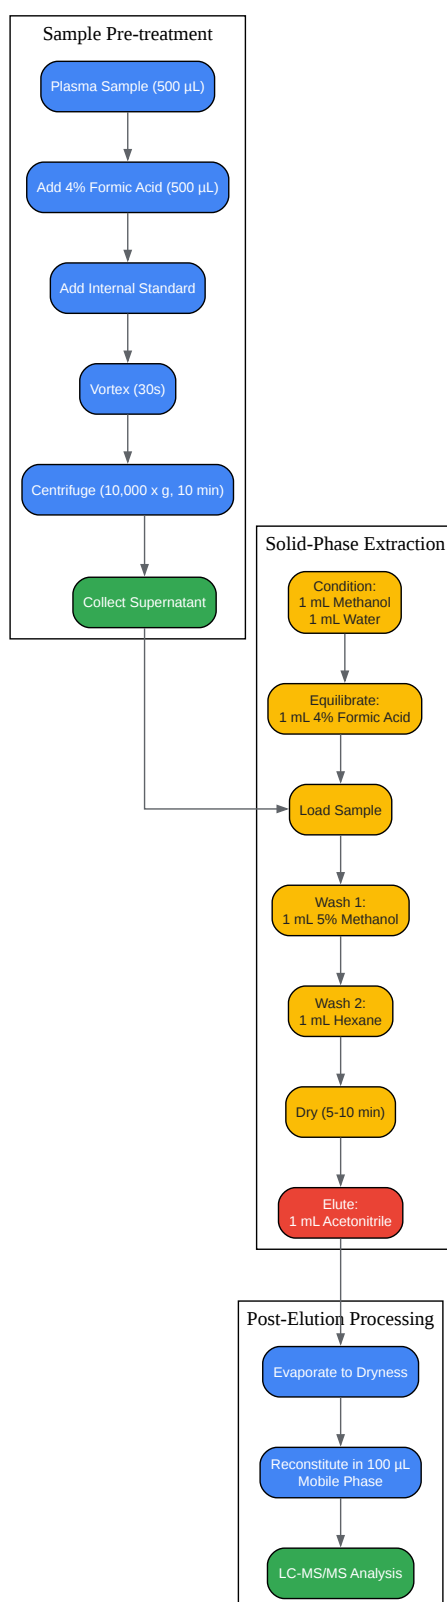 Sample Pre-treatment
Plasma Sample (500 µL)
Add 4% Formic Acid (500 µL)
Add Internal Standard
Vortex (30s)
Centrifuge (10,000 x g, 10 min)
Collect Supernatant
Solid-Phase Extraction
Condition:
1 mL Methanol
1 mL Water
Equilibrate:
1 mL 4% Formic Acid
Load Sample
Wash 1:
1 mL 5% Methanol
Wash 2:
1 mL Hexane
Dry (5-10 min)
Elute:
1 mL Acetonitrile
Post-Elution Processing
Evaporate to Dryness
Reconstitute in 100 µL
Mobile Phase
LC-MS/MS Analysis